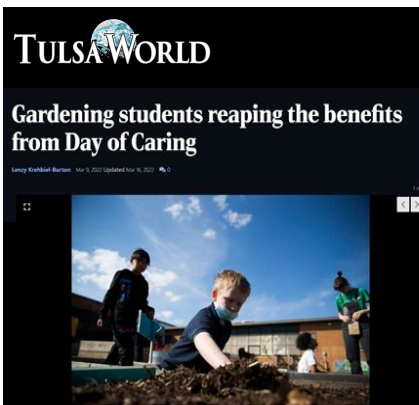 TULSA WORLD
Gardening students reaping the benefits
from Day of Caring
Lenzy Krehbiel-Burton Mar 9, 2022 Updated Mar 16, 2022 0